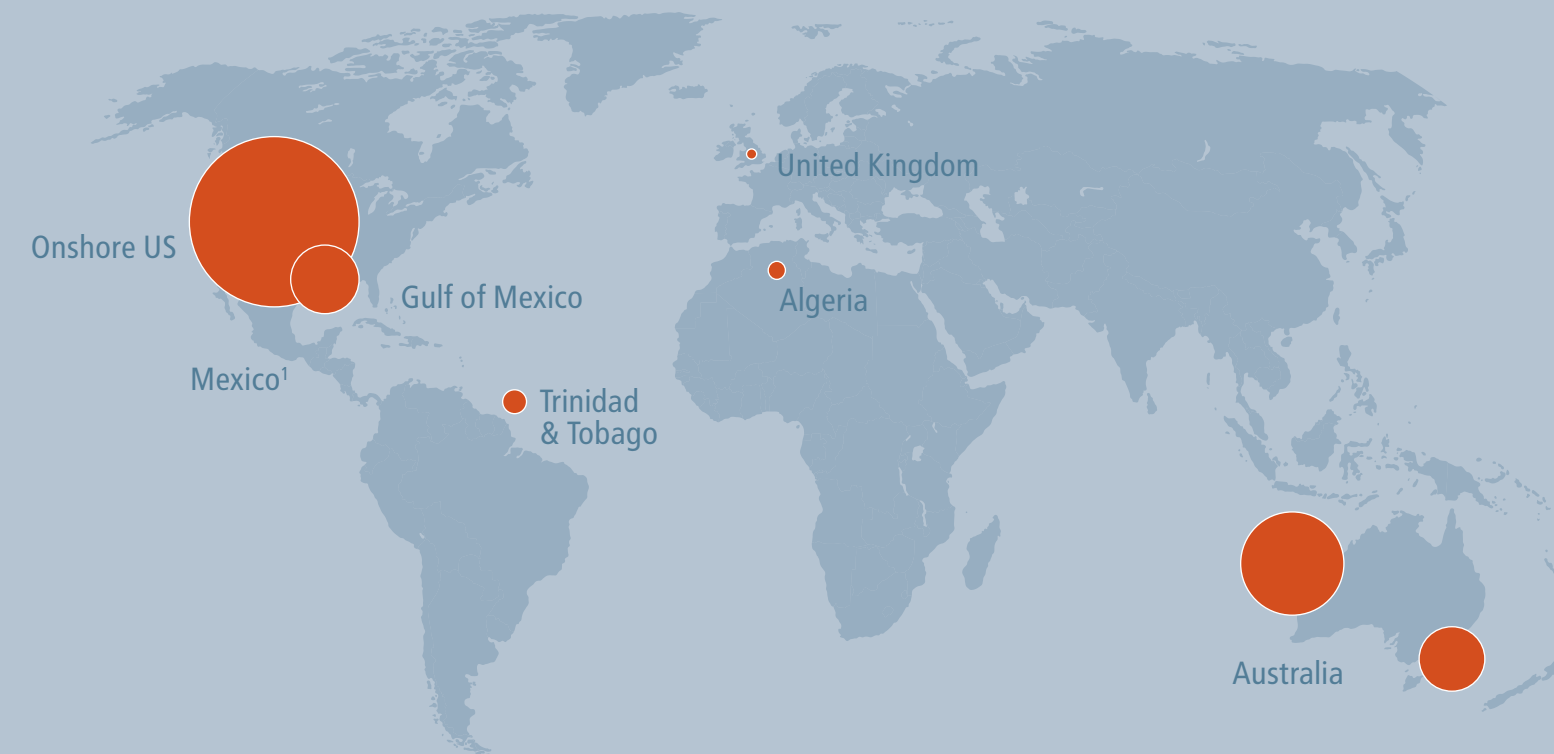 United Kingdom
Onshore US
Gulf of Mexico
Algeria
Mexico¹
Trinidad
& Tobago
Australia